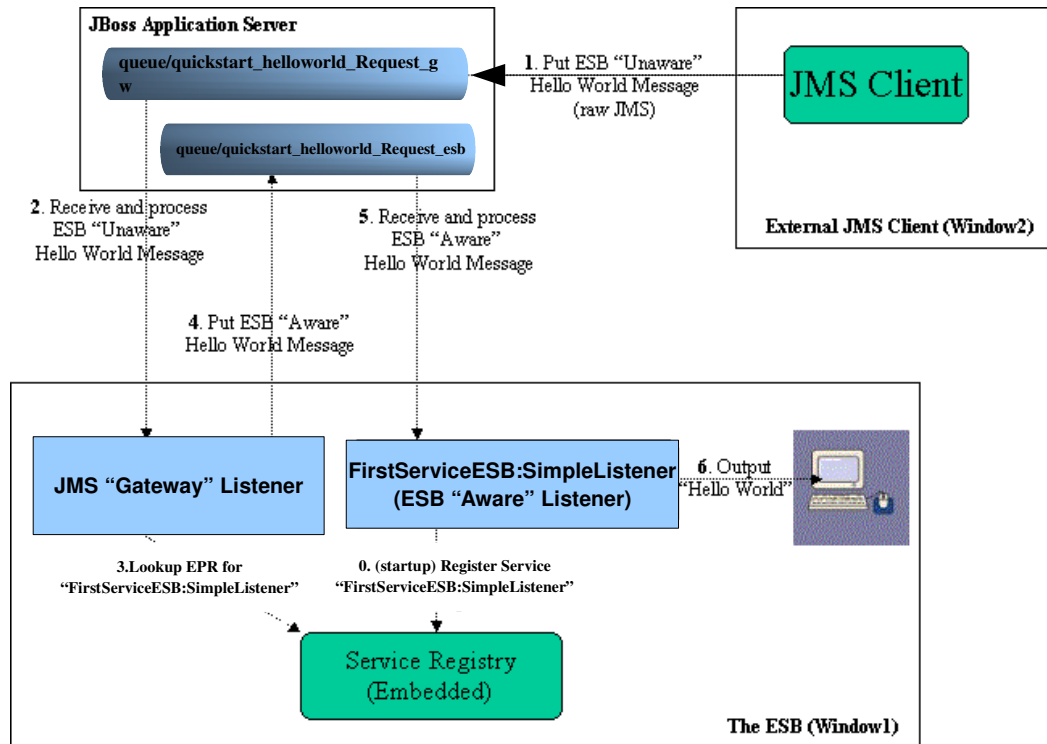 JBoss Application Server
queue/quickstart_helloworld_Request_g
w
queue/quickstart_helloworld_Request_esb
1. Put ESB “Unaware”
Hello World Message
(raw JMS)
JMS Client
External JMS Client (Window2)
2. Receive and process
ESB “Unaware”
Hello World Message
5. Receive and process
ESB “Aware”
Hello World Message
4. Put ESB “Aware”
Hello World Message
JMS “Gateway” Listener
FirstServiceESB:SimpleListener
(ESB “Aware” Listener)
6. Output
“Hello World”
3.Lookup EPR for
“FirstServiceESB:SimpleListener”
0. (startup) Register Service
“FirstServiceESB:SimpleListener”
Service Registry
(Embedded)
The ESB (Window1)